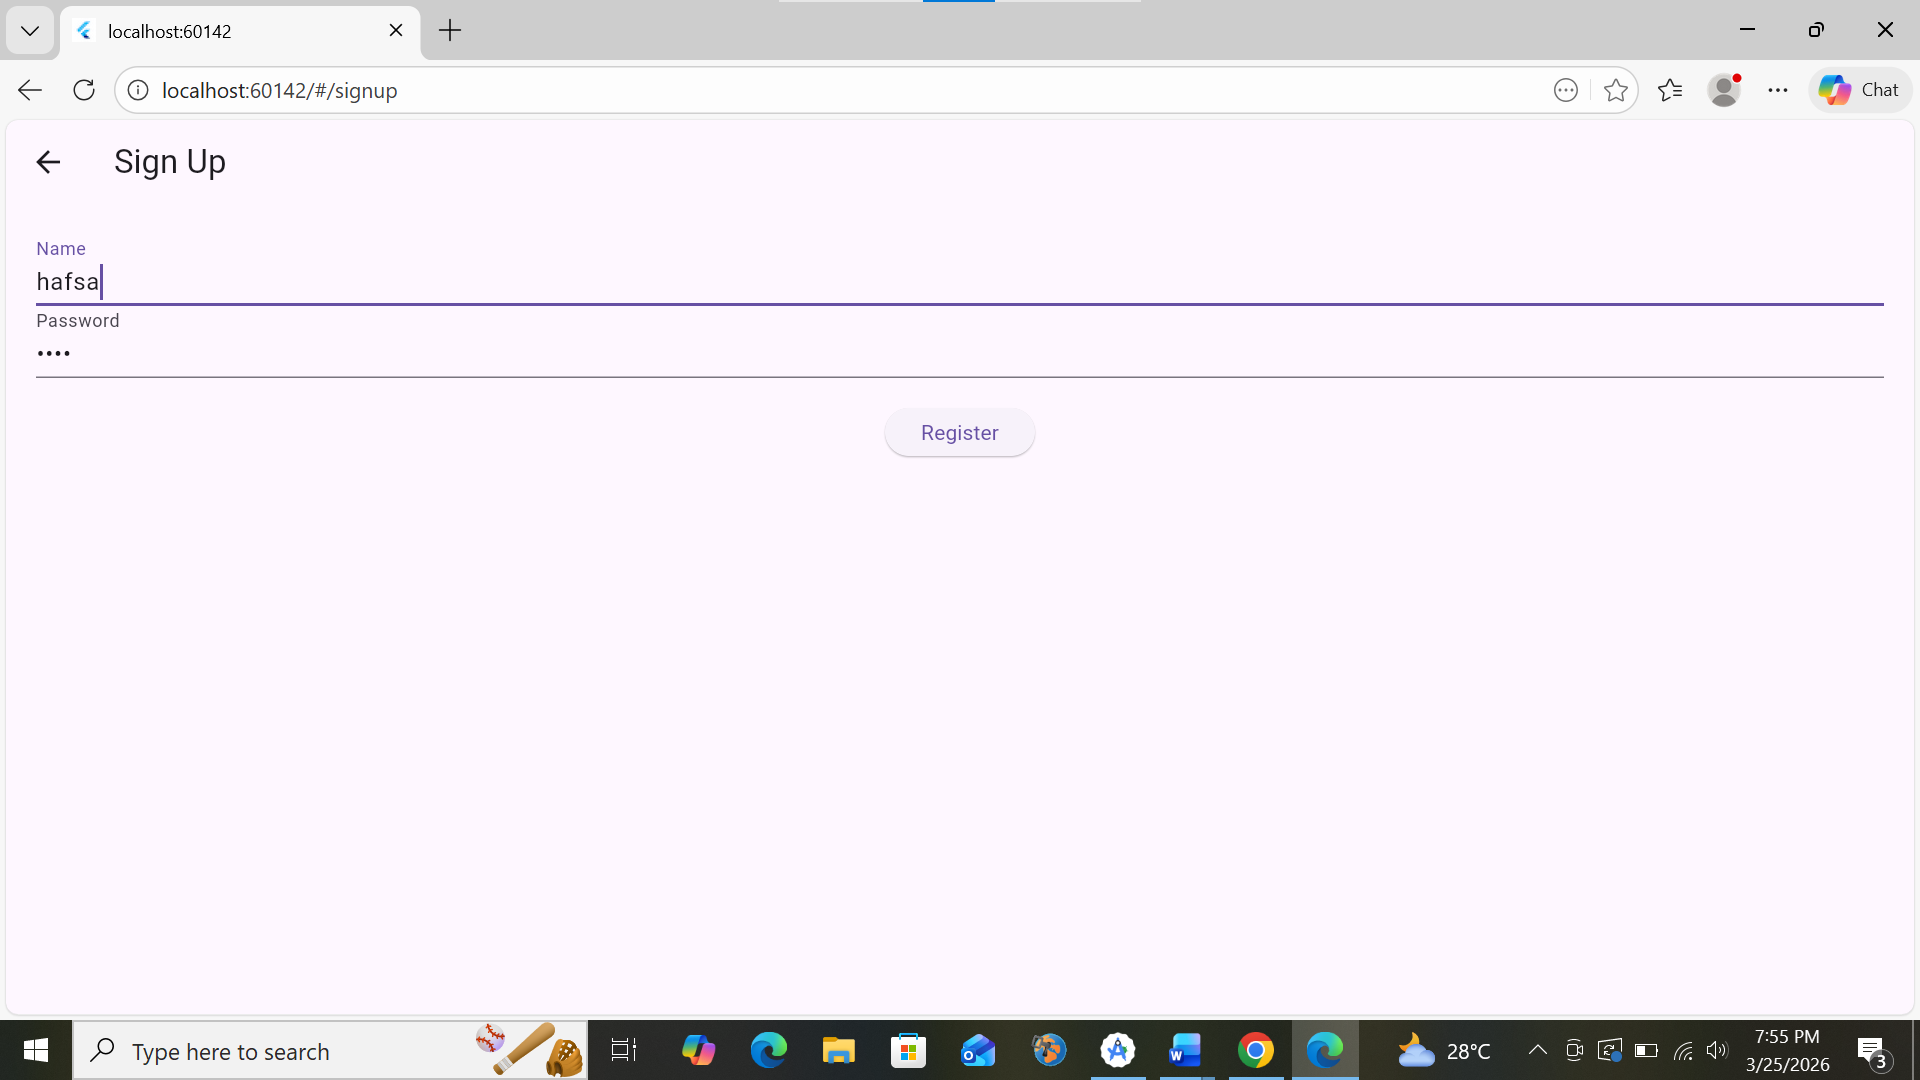 localhost:60142
localhost:60142/#/signup
Chat
Sign Up
Name
hafsa
Password
••••
Register
Type here to search
28°C
7:55 PM
3/25/2026
3